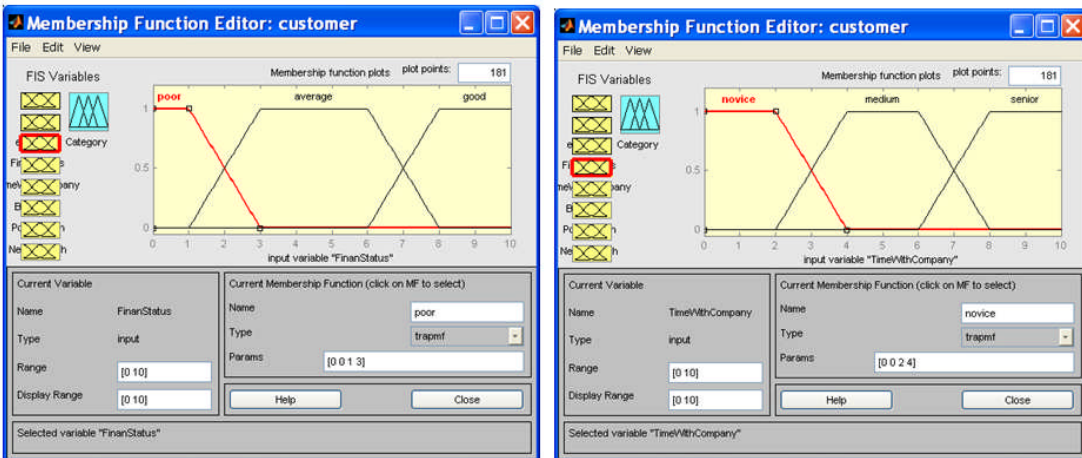 Membership Function Editor: customer
File Edit View
FIS Variables
Membership function plots
plot points:
181
Category
poor
average
good
1
0.5
0
0 1 2 3 4 5 6 7 8 9 10
input variable "FinanStatus"
Current Variable
Name FinanStatus
Type input
Range [0 10]
Display Range [0 10]
Current Membership Function (click on MF to select)
Name poor
Type trapmf
Params [0 0 1 3]
Help Close
Selected variable "FinanStatus"
Membership Function Editor: customer
File Edit View
FIS Variables
Membership function plots
plot points:
181
Category
novice
medium
senior
1
0.5
0
0 1 2 3 4 5 6 7 8 9 10
input variable "TimeWithCompany"
Current Variable
Name TimeWithCompany
Type input
Range [0 10]
Display Range [0 10]
Current Membership Function (click on MF to select)
Name novice
Type trapmf
Params [0 0 2 4]
Help Close
Selected variable "TimeWithCompany"